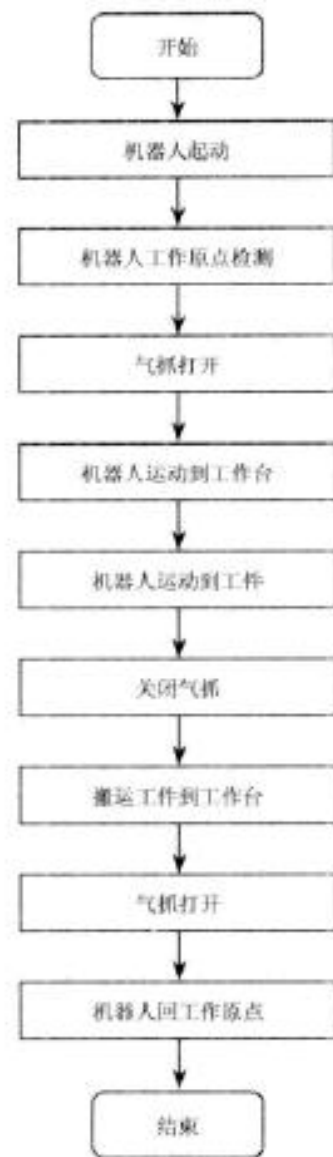 开始
机器人起动
机器人工作原点检测
气抓打开
机器人运动到工作台
机器人运动到工件
关闭气抓
搬运工件到工作台
气抓打开
机器人回工作原点
结束